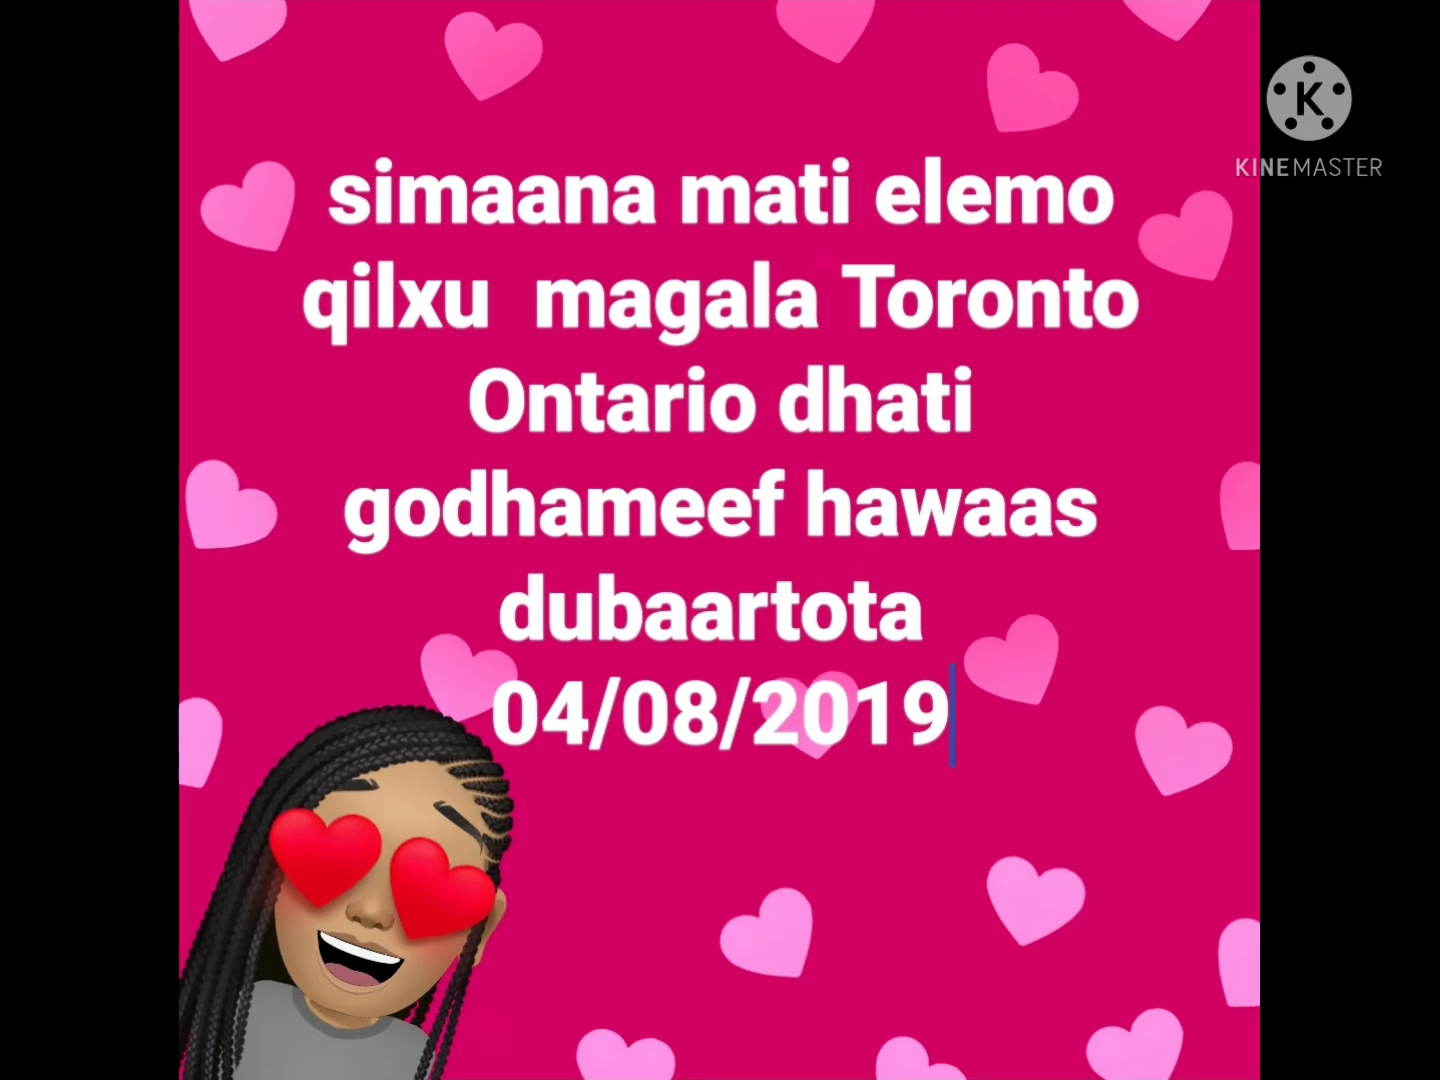 simaana mati elemo
qilxu  magala Toronto
Ontario dhati
godhameef hawaas
dubaartota
04/08/2019
K
KINEMASTER